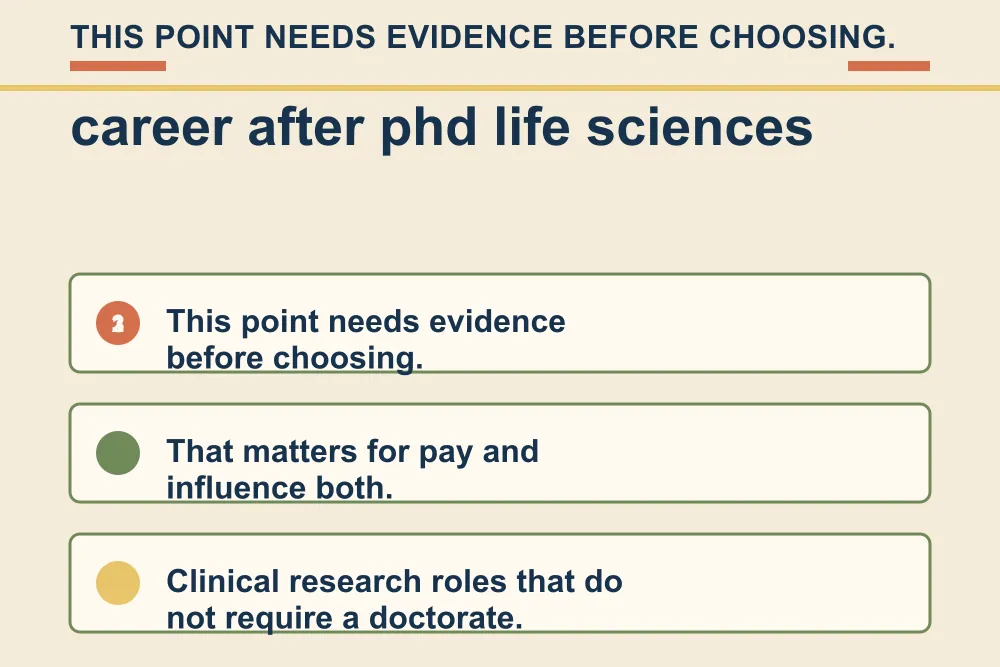 THIS POINT NEEDS EVIDENCE BEFORE CHOOSING.
career after phd life sciences
This point needs evidence
before choosing.
That matters for pay and
influence both.
Clinical research roles that do
not require a doctorate.